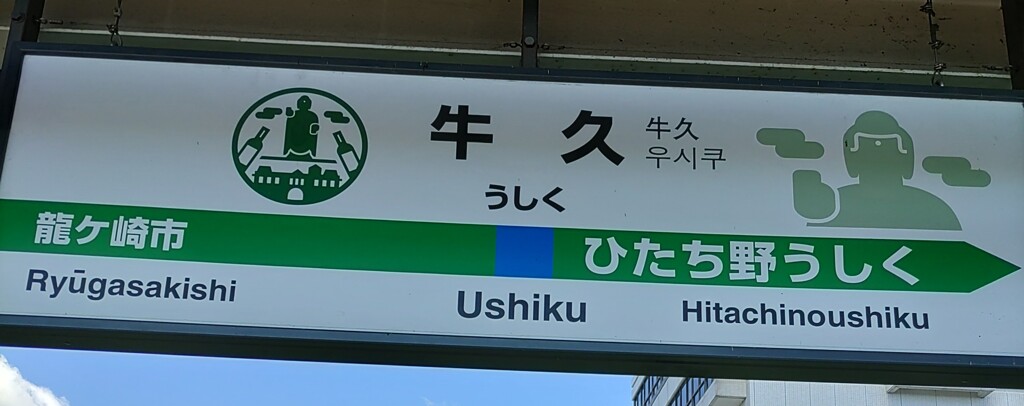 牛久
牛久
우시쿠
うしく
龍ケ崎市
ひたち野うしく
Ryūgasakishi
Ushiku
Hitachinoushiku